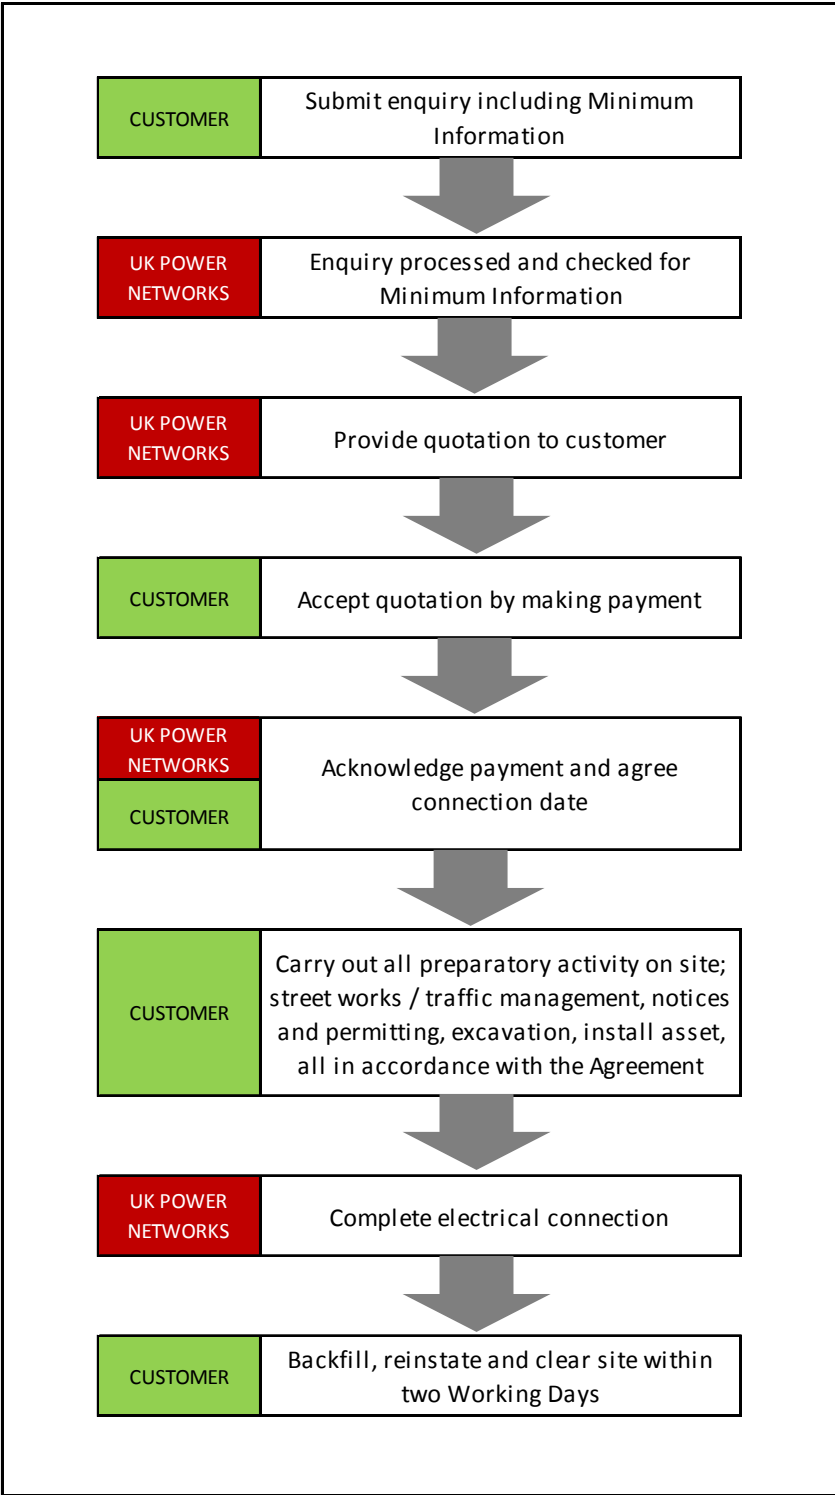 CUSTOMER
Submit enquiry including Minimum
Information
UK POWER
NETWORKS
Enquiry processed and checked for
Minimum Information
UK POWER
NETWORKS
Provide quotation to customer
CUSTOMER
Accept quotation by making payment
UK POWER
NETWORKS
CUSTOMER
Acknowledge payment and agree
connection date
CUSTOMER
Carry out all preparatory activity on site;
street works / traffic management, notices
and permitting, excavation, install asset,
all in accordance with the Agreement
UK POWER
NETWORKS
Complete electrical connection
CUSTOMER
Backfill, reinstate and clear site within
two Working Days